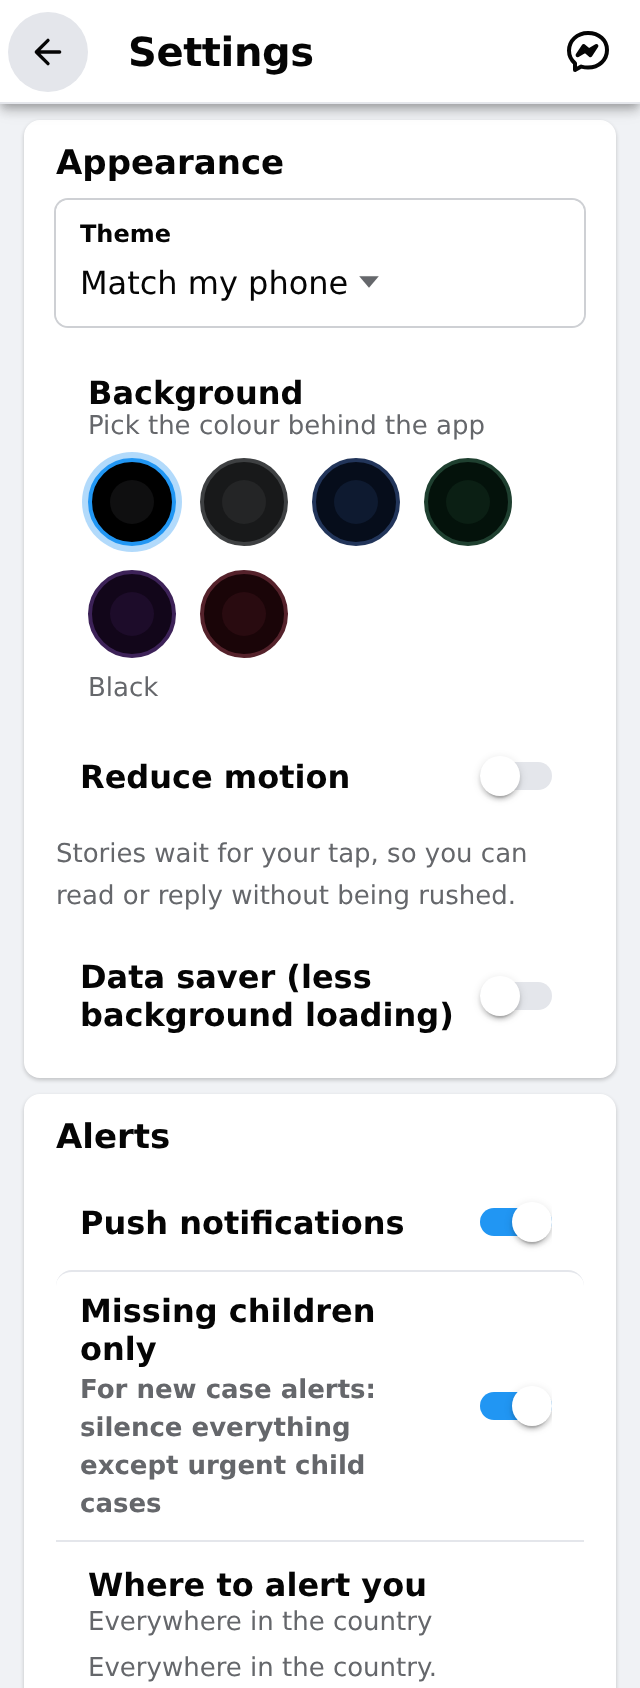 Settings
Appearance
Theme
Match my phone
Background
Pick the colour behind the app
Black
Reduce motion
Stories wait for your tap, so you can
read or reply without being rushed.
Data saver (less
background loading)
Alerts
Push notifications
Missing children
only
For new case alerts:
silence everything
except urgent child
cases
Where to alert you
Everywhere in the country
Everywhere in the country.